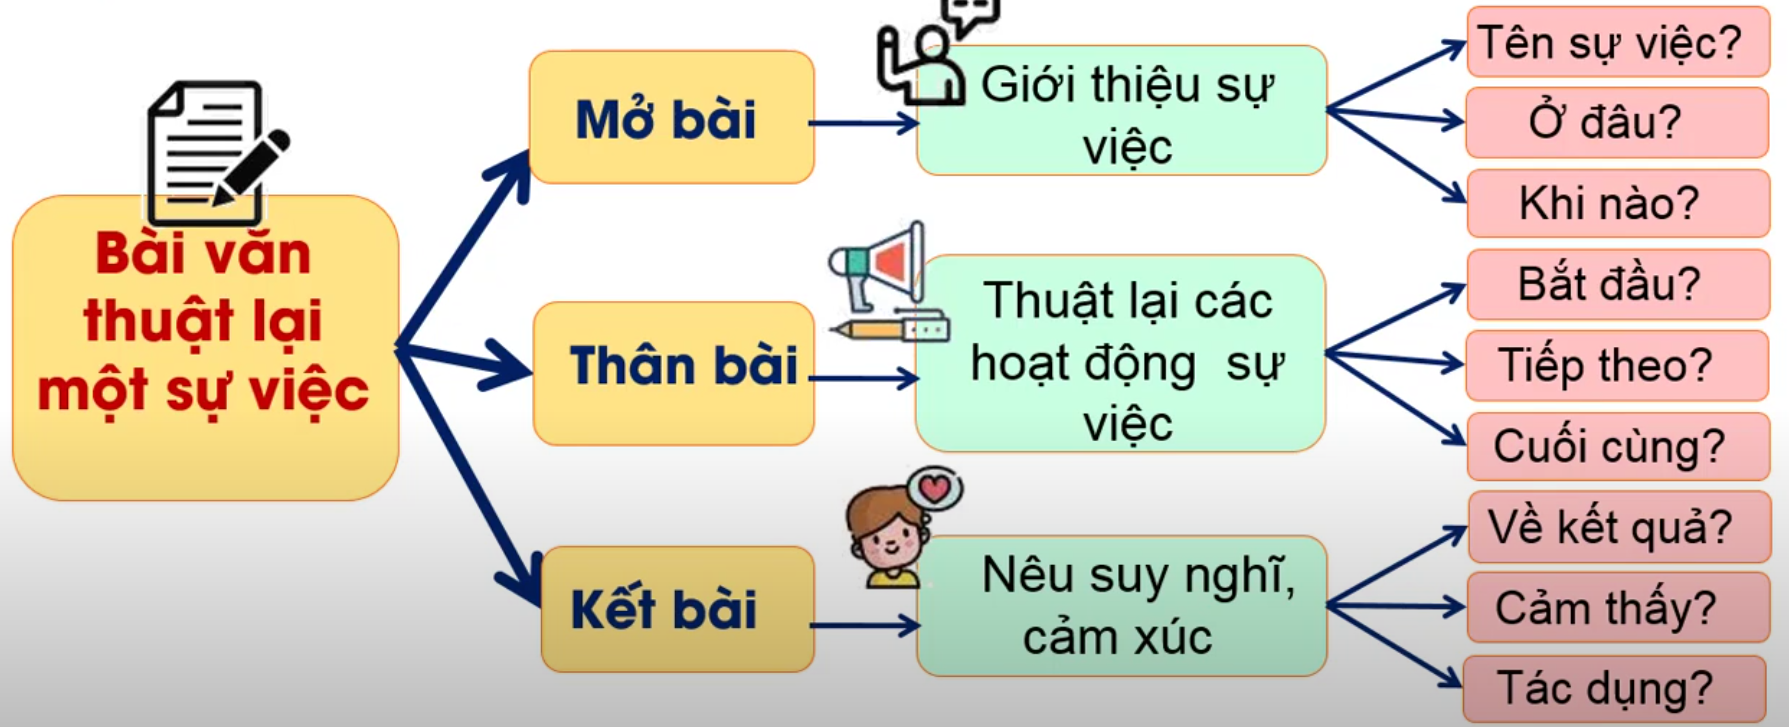 Bài văn
thuật lại
một sự việc
Mở bài
Giới thiệu sự
việc
Tên sự việc?
Ở đâu?
Khi nào?
Thân bài
Thuật lại các
hoạt động sự
việc
Bắt đầu?
Tiếp theo?
Cuối cùng?
Kết bài
Nêu suy nghĩ,
cảm xúc
Về kết quả?
Cảm thấy?
Tác dụng?